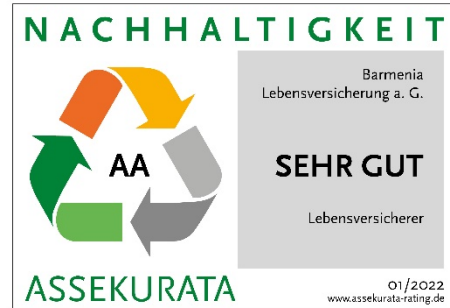 NACHHALTIGKEIT
Barmenia
Lebensversicherung a. G.
AA
SEHR GUT
Lebensversicherer
ASSEKURATA
01/2022
www.assekurata-rating.de